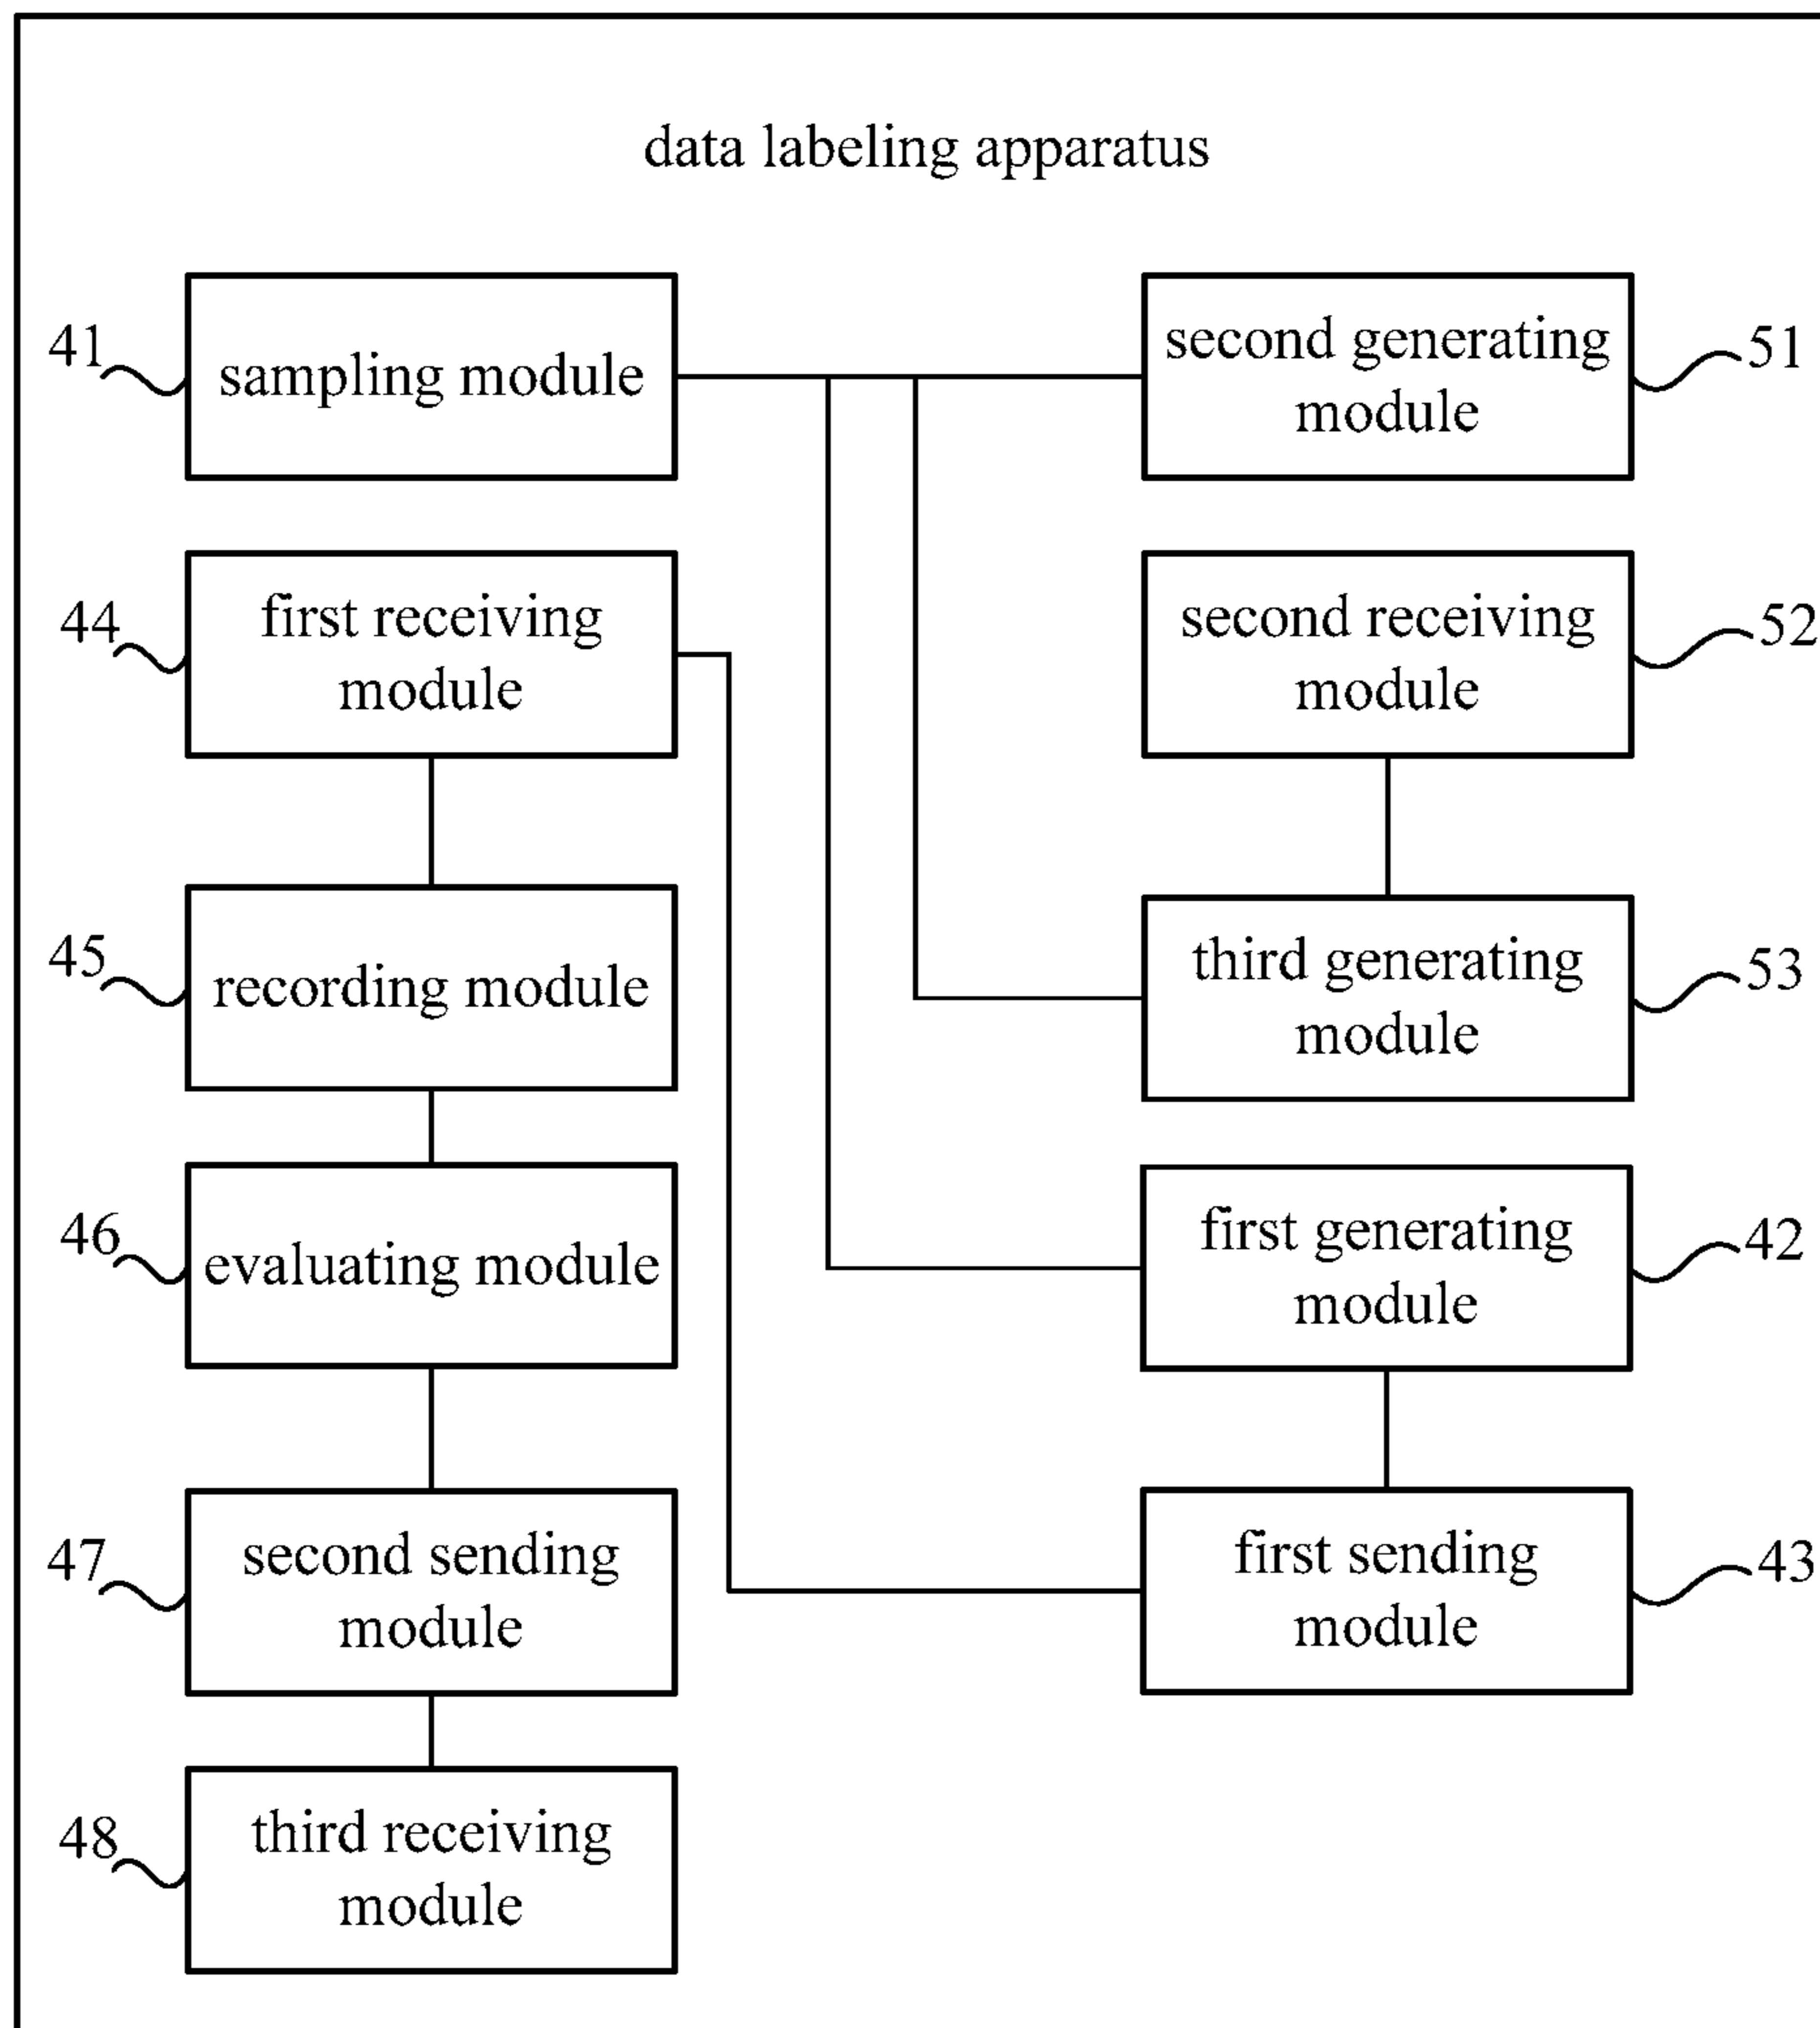 data labeling apparatus
41
sampling module
second generating
module
51
44
first receiving
module
second receiving
module
52
45
recording module
third generating
module
53
46
evaluating module
first generating
module
42
47
second sending
module
first sending
module
43
48
third receiving
module